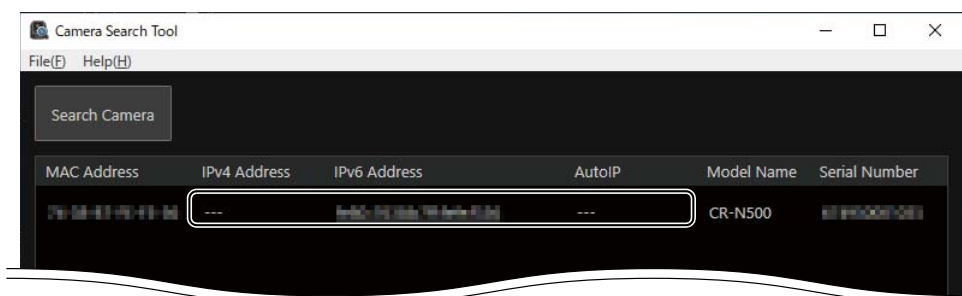 Camera Search Tool
File(F) Help(H)
Search Camera
MAC Address IPv4 Address IPv6 Address AutoIP Model Name Serial Number
--- --- CR-N500